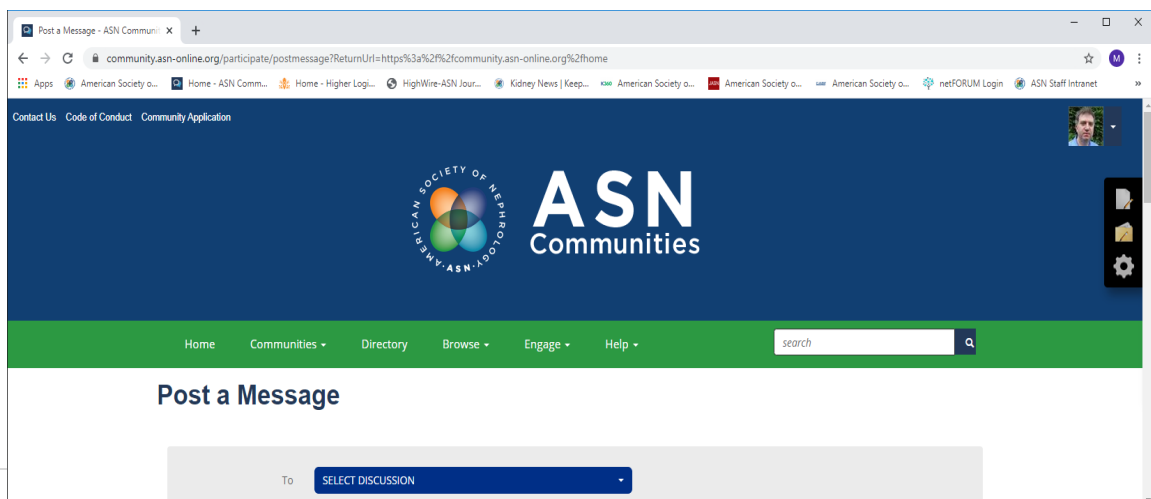 Post a Message - ASN Communit
community.asn-online.org/participate/postmessage?ReturnUrl=https%3a%2f%2fcommunity.asn-online.org%2fhome
M
Apps American Society o... Home - ASN Comm... Home - Higher Logi... HighWire-ASN Jour... Kidney News | Keep... American Society o... American Society o... American Society o... netFORUM Login ASN Staff Intranet »
Contact Us Code of Conduct Community Application
AMERICAN SOCIETY OF NEPHROLOGY · ASN ·
ASN
Communities
Home Communities Directory Browse Engage Help search
Post a Message
To SELECT DISCUSSION